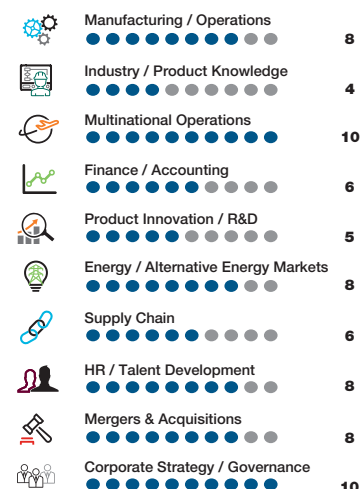 Manufacturing / Operations
8
Industry / Product Knowledge
4
Multinational Operations
10
Finance / Accounting
6
Product Innovation / R&D
5
Energy / Alternative Energy Markets
8
Supply Chain
6
HR / Talent Development
8
Mergers & Acquisitions
8
Corporate Strategy / Governance
10